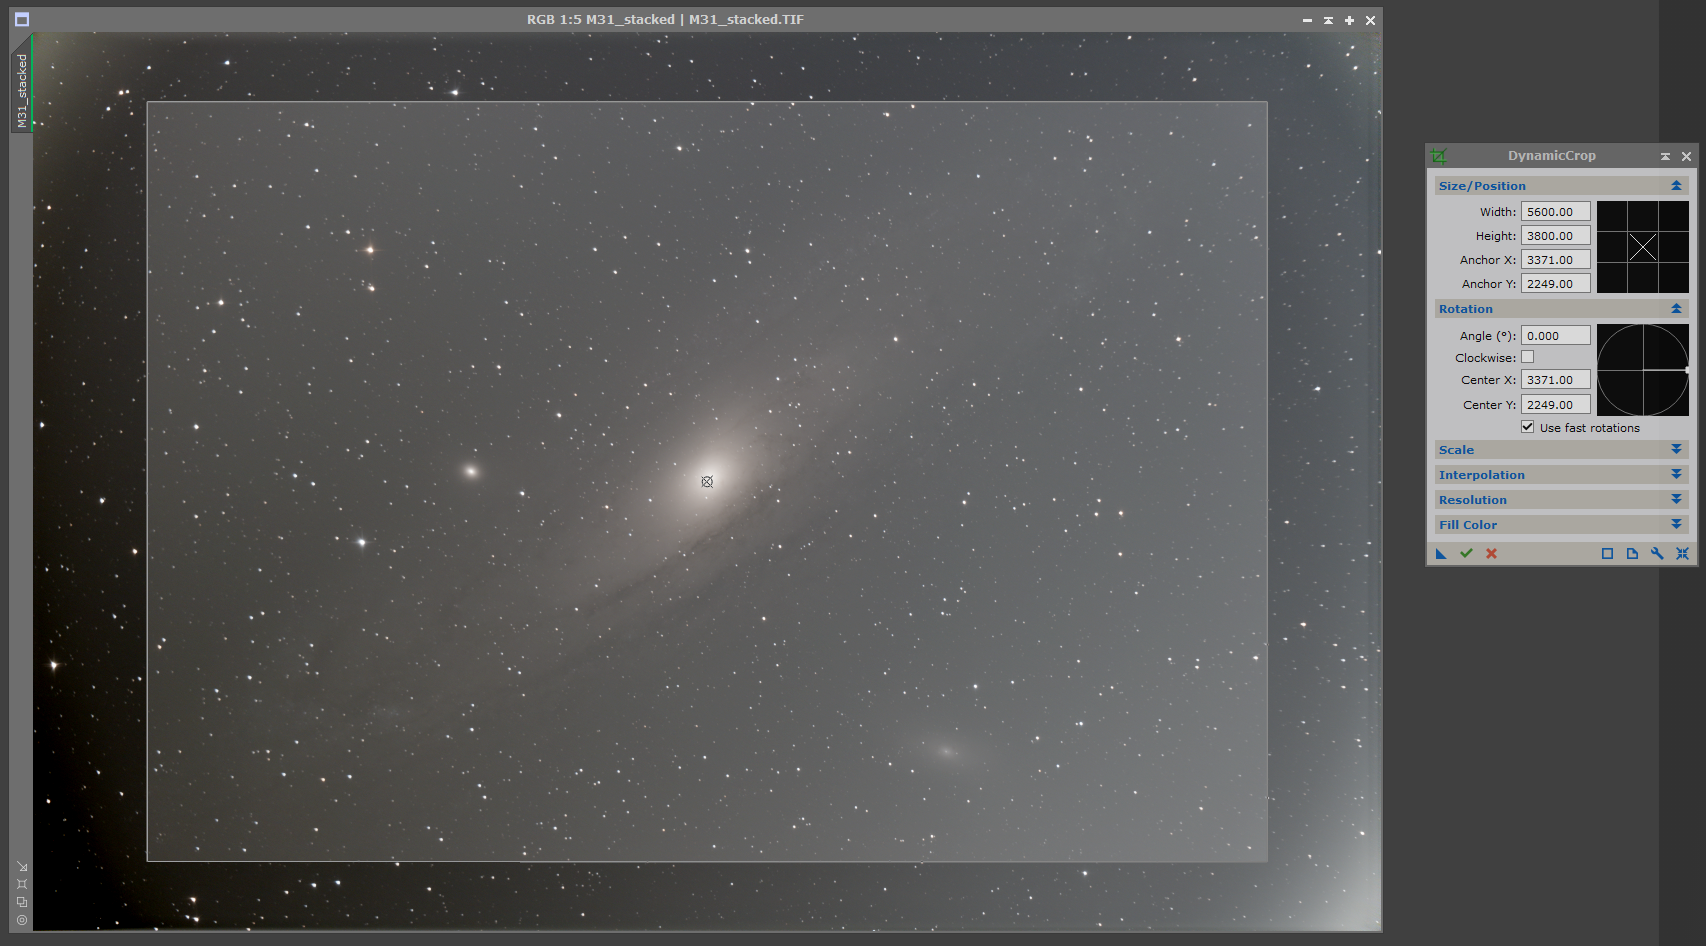 RGB 1:5 M31_stacked | M31_stacked.TIF
M31_stacked
DynamicCrop
Size/Position
Width: 5600.00
Height: 3800.00
Anchor X: 3371.00
Anchor Y: 2249.00
Rotation
Angle (°): 0.000
Clockwise:
Center X: 3371.00
Center Y: 2249.00
Use fast rotations
Scale
Interpolation
Resolution
Fill Color